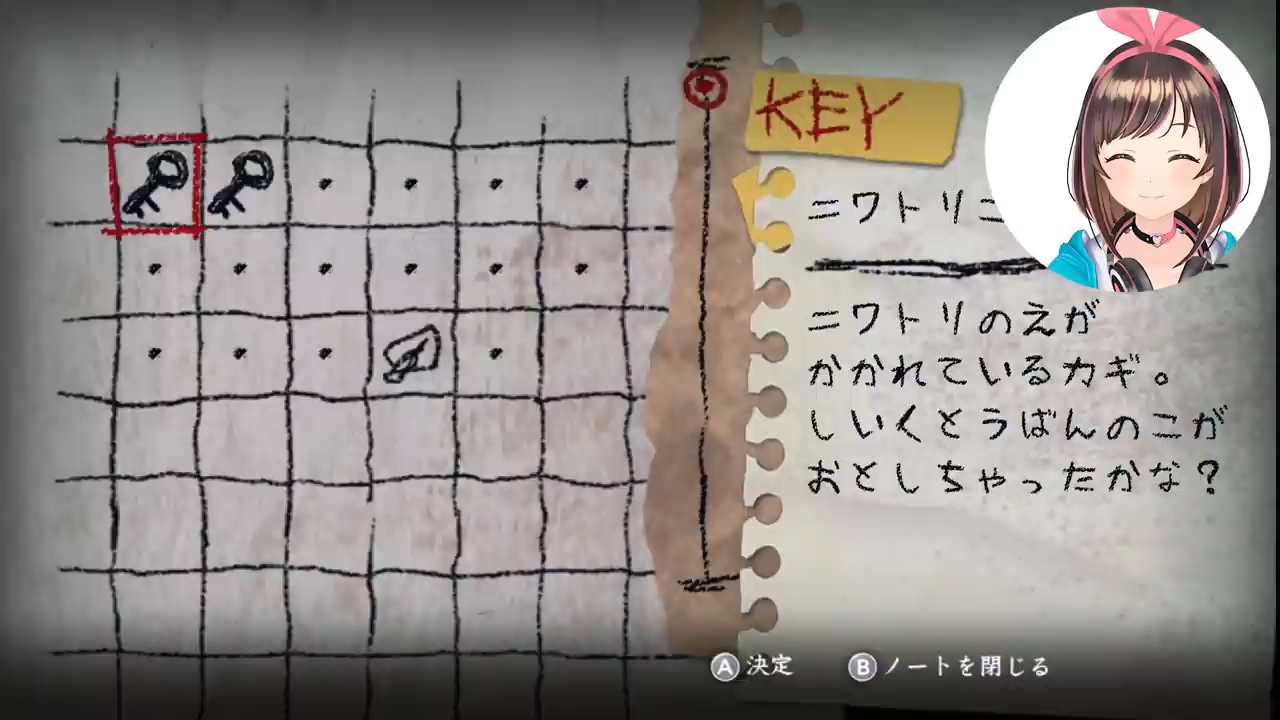 KEY
ニワトリ
ニワトリのえが
かかれているカギ。
しいくとうばんのこが
おとしちゃったかな？
A 決定 B ノートを閉じる